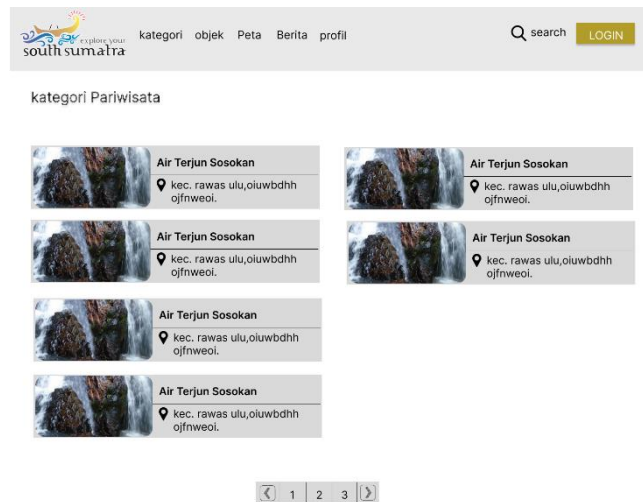 explore your
south sumatra
kategori objek Peta Berita profil
search
LOGIN
kategori Pariwisata
Air Terjun Sosokan
kec. rawas ulu,oiuwbdhh
ojfnweoi.
Air Terjun Sosokan
kec. rawas ulu,oiuwbdhh
ojfnweoi.
Air Terjun Sosokan
kec. rawas ulu,oiuwbdhh
ojfnweoi.
Air Terjun Sosokan
kec. rawas ulu,oiuwbdhh
ojfnweoi.
Air Terjun Sosokan
kec. rawas ulu,oiuwbdhh
ojfnweoi.
Air Terjun Sosokan
kec. rawas ulu,oiuwbdhh
ojfnweoi.
1 2 3